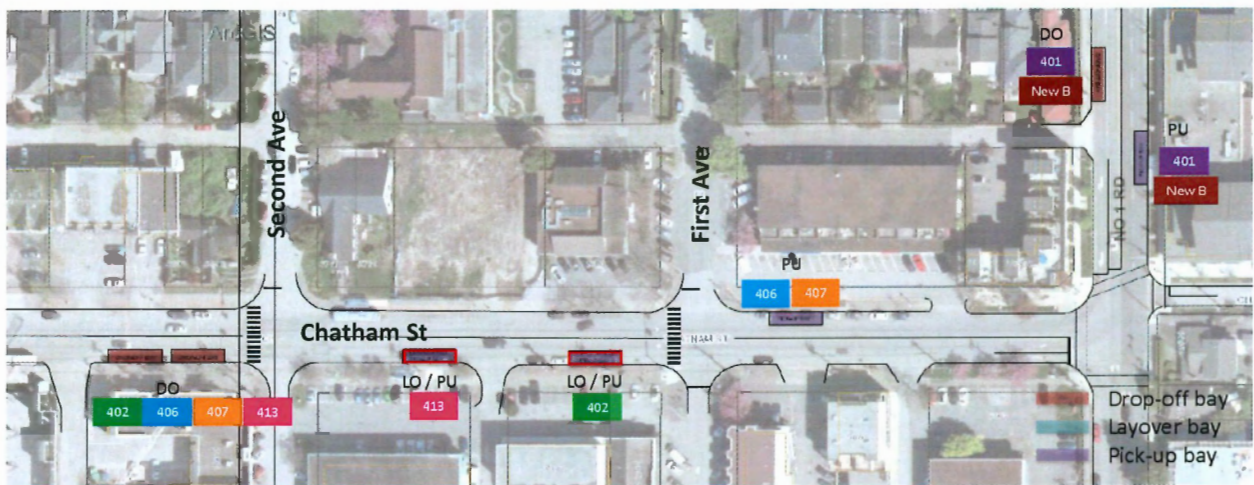 ArcGIS
DO
401
New B
PU
401
New B
Second Ave
First Ave
NO 1 RD
PU
406 407
Chatham St
DO
402 406 407 413
LO / PU
413
LO / PU
402
Drop-off bay
Layover bay
Pick-up bay